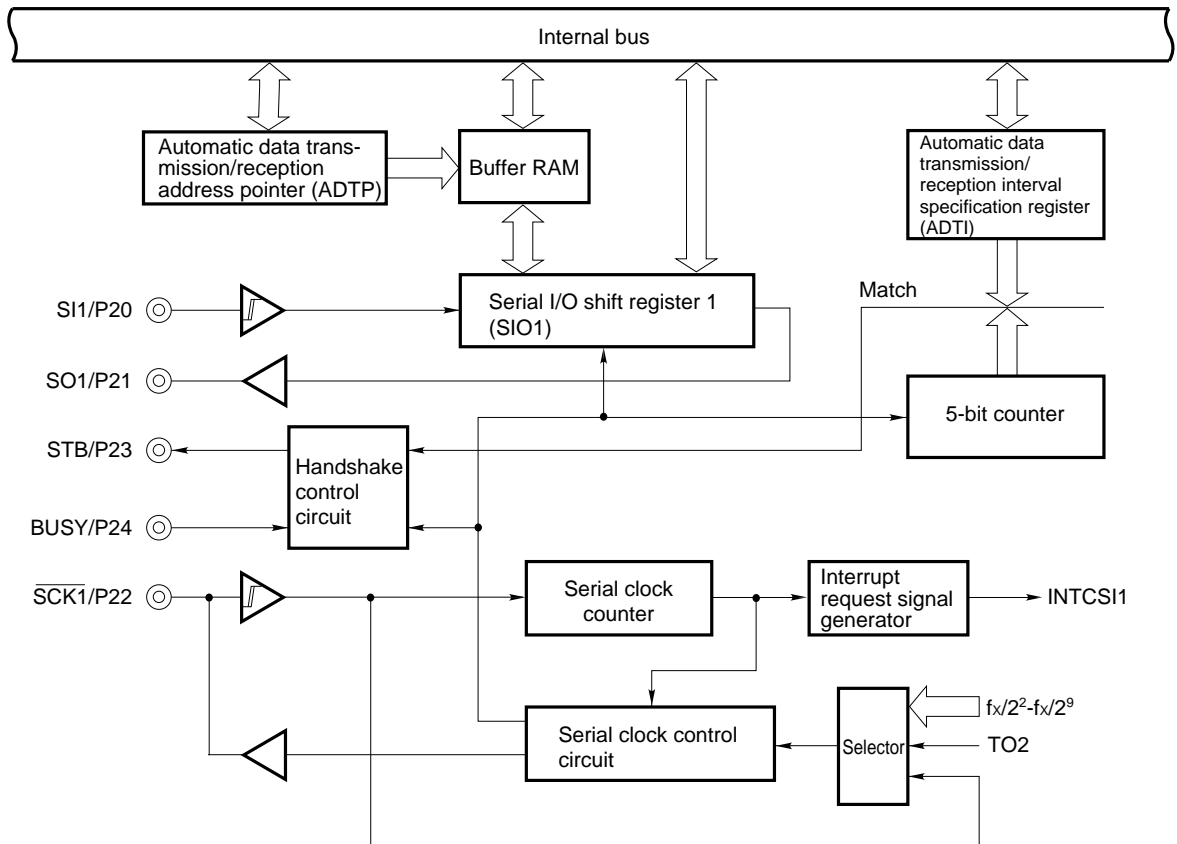 Internal bus
Automatic data trans-
mission/reception
address pointer (ADTP)
Buffer RAM
Automatic data
transmission/
reception interval
specification register
(ADTI)
SI1/P20
Serial I/O shift register 1
(SIO1)
Match
SO1/P21
5-bit counter
STB/P23
Handshake
control
circuit
BUSY/P24
S̅C̅K̅1̅/P22
Serial clock
counter
Interrupt
request signal
generator
INTCSI1
Serial clock control
circuit
Selector
fx/2²-fx/2⁹
TO2